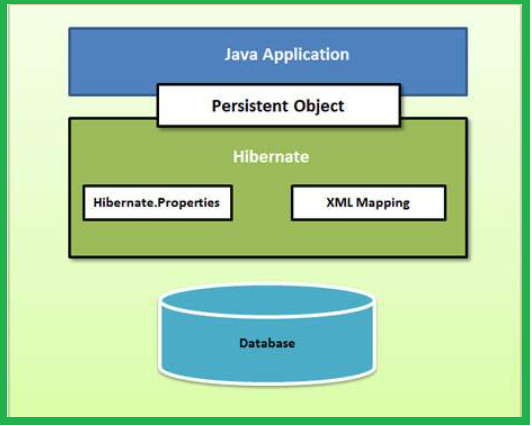 Java Application
Persistent Object
Hibernate
Hibernate.Properties
XML Mapping
Database